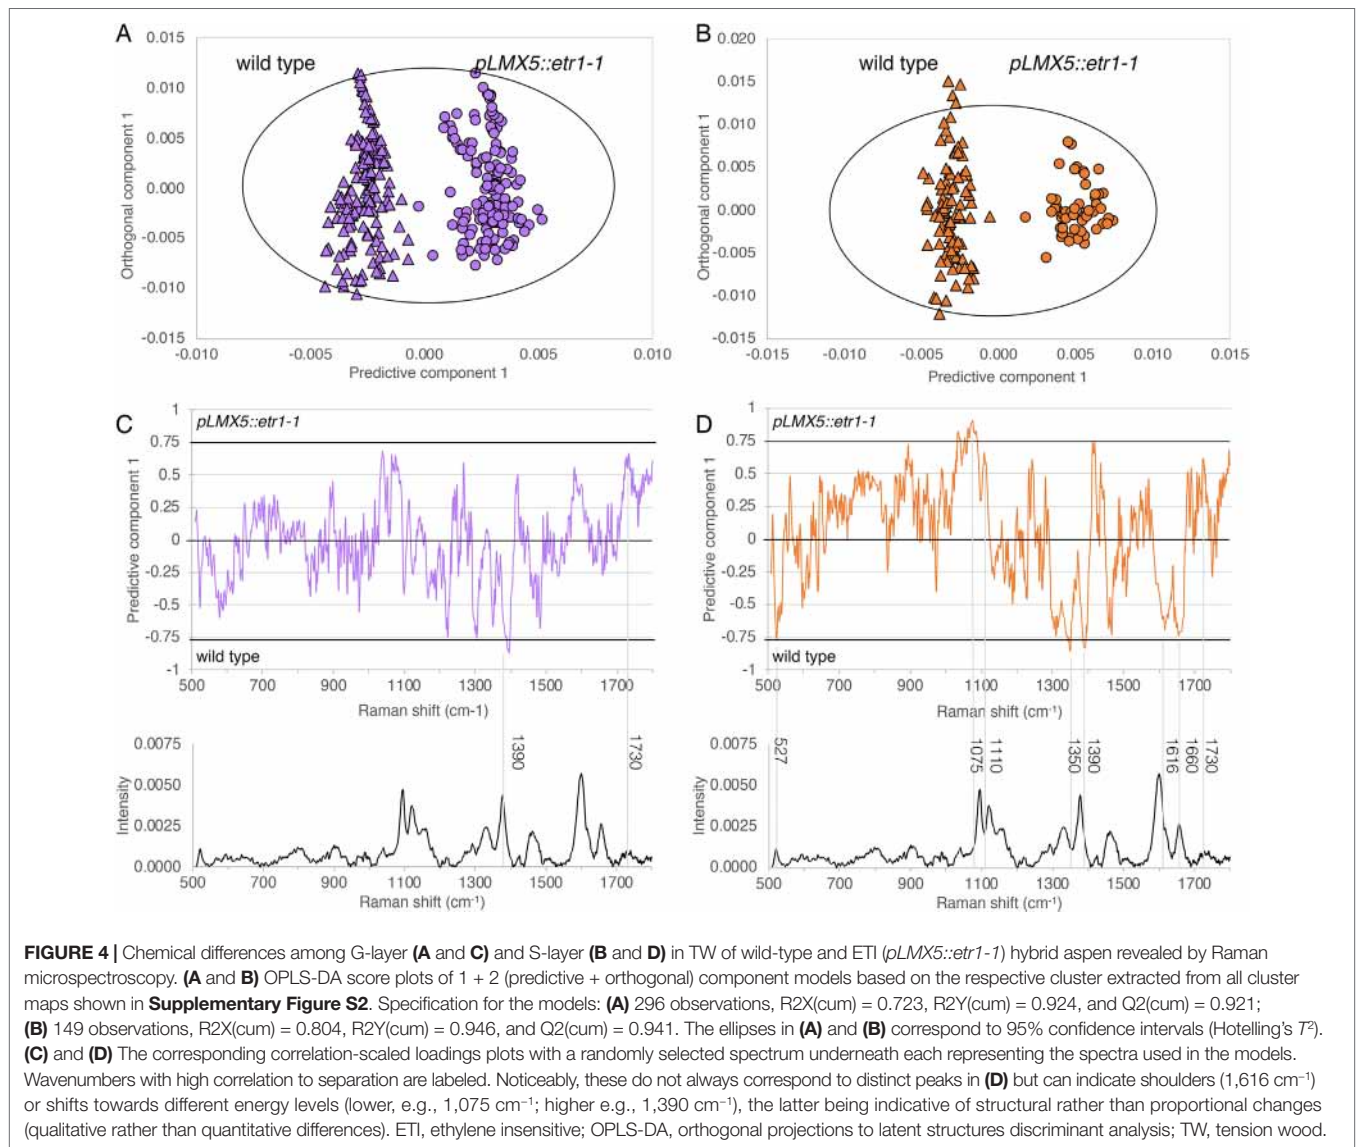 A
0.015
0.010
0.005
0.000
-0.005
-0.010
-0.015
Orthogonal component 1
wild type
pLMX5::etr1-1
-0.010 -0.005 0.000 0.005 0.010
Predictive component 1
B
0.020
0.015
0.010
0.005
0.000
-0.005
-0.010
-0.015
Orthogonal component 1
wild type
pLMX5::etr1-1
-0.015 -0.010 -0.005 0.000 0.005 0.010 0.015
Predictive component 1
C
1
0.75
0.5
0.25
0
-0.25
-0.5
-0.75
-1
Predictive component 1
pLMX5::etr1-1
wild type
500 700 900 1100 1300 1500 1700
Raman shift (cm-1)
1390
1730
0.0075
0.0050
0.0025
0.0000
Intensity
500 700 900 1100 1300 1500 1700
Raman shift (cm⁻¹)
D
1
0.75
0.5
0.25
0
-0.25
-0.5
-0.75
-1
Predictive component 1
pLMX5::etr1-1
wild type
500 700 900 1100 1300 1500 1700
Raman shift (cm⁻¹)
527
1075
1110
1350
1390
1616
1660
1730
0.0075
0.0050
0.0025
0.0000
Intensity
500 700 900 1100 1300 1500 1700
Raman shift (cm⁻¹)
FIGURE 4 | Chemical differences among G-layer (A and C) and S-layer (B and D) in TW of wild-type and ETI (pLMX5::etr1-1) hybrid aspen revealed by Raman
microspectroscopy. (A and B) OPLS-DA score plots of 1 + 2 (predictive + orthogonal) component models based on the respective cluster extracted from all cluster
maps shown in Supplementary Figure S2. Specification for the models: (A) 296 observations, R2X(cum) = 0.723, R2Y(cum) = 0.924, and Q2(cum) = 0.921;
(B) 149 observations, R2X(cum) = 0.804, R2Y(cum) = 0.946, and Q2(cum) = 0.941. The ellipses in (A) and (B) correspond to 95% confidence intervals (Hotelling's T²).
(C) and (D) The corresponding correlation-scaled loadings plots with a randomly selected spectrum underneath each representing the spectra used in the models.
Wavenumbers with high correlation to separation are labeled. Noticeably, these do not always correspond to distinct peaks in (D) but can indicate shoulders (1,616 cm⁻¹)
or shifts towards different energy levels (lower, e.g., 1,075 cm⁻¹; higher e.g., 1,390 cm⁻¹), the latter being indicative of structural rather than proportional changes
(qualitative rather than quantitative differences). ETI, ethylene insensitive; OPLS-DA, orthogonal projections to latent structures discriminant analysis; TW, tension wood.